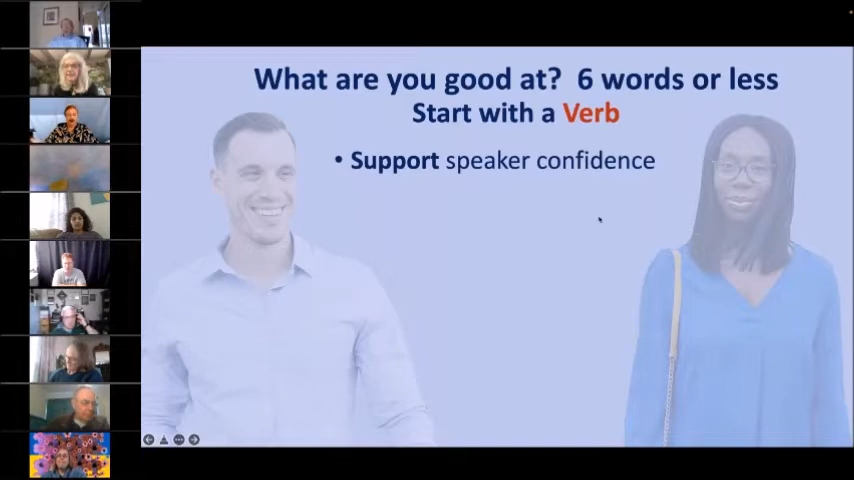 What are you good at? 6 words or less
Start with a Verb
• Support speaker confidence